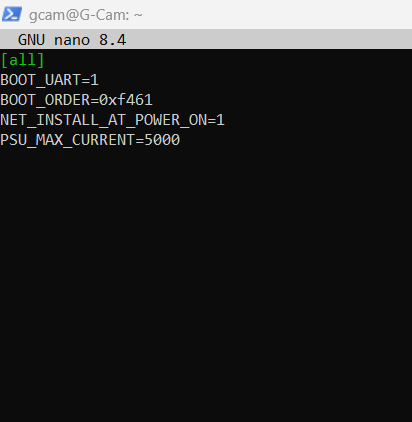 gcam@G-Cam: ~
GNU nano 8.4
[all]
BOOT_UART=1
BOOT_ORDER=0xf461
NET_INSTALL_AT_POWER_ON=1
PSU_MAX_CURRENT=5000